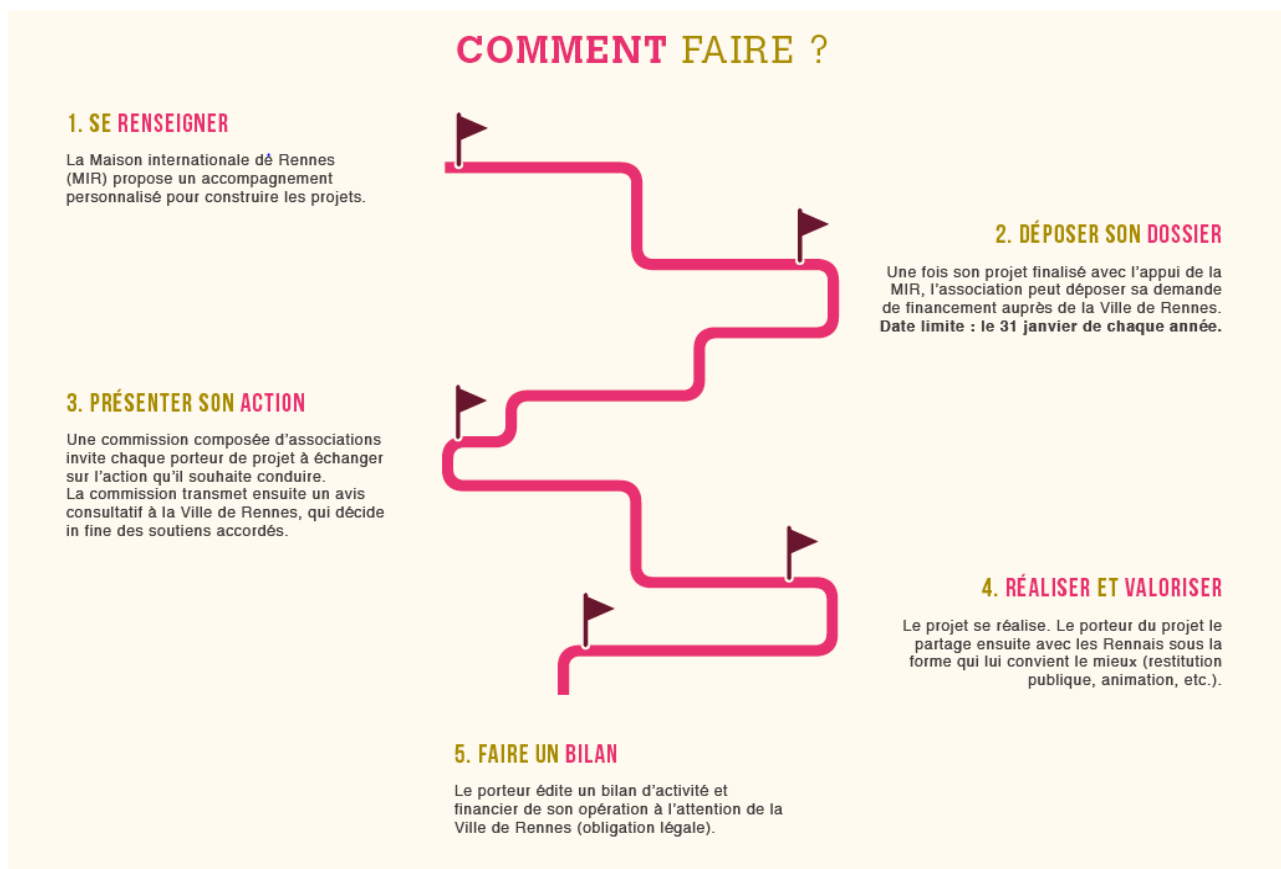 COMMENT FAIRE ?
1. SE RENSEIGNER
La Maison internationale de Rennes
(MIR) propose un accompagnement
personnalisé pour construire les projets.
2. DÉPOSER SON DOSSIER
Une fois son projet finalisé avec l'appui de la
MIR, l'association peut déposer sa demande
de financement auprès de la Ville de Rennes.
Date limite : le 31 janvier de chaque année.
3. PRÉSENTER SON ACTION
Une commission composée d'associations
invite chaque porteur de projet à échanger
sur l'action qu'il souhaite conduire.
La commission transmet ensuite un avis
consultatif à la Ville de Rennes, qui décide
in fine des soutiens accordés.
4. RÉALISER ET VALORISER
Le projet se réalise. Le porteur du projet le
partage ensuite avec les Rennais sous la
forme qui lui convient le mieux (restitution
publique, animation, etc.).
5. FAIRE UN BILAN
Le porteur édite un bilan d'activité et
financier de son opération à l'attention de la
Ville de Rennes (obligation légale).